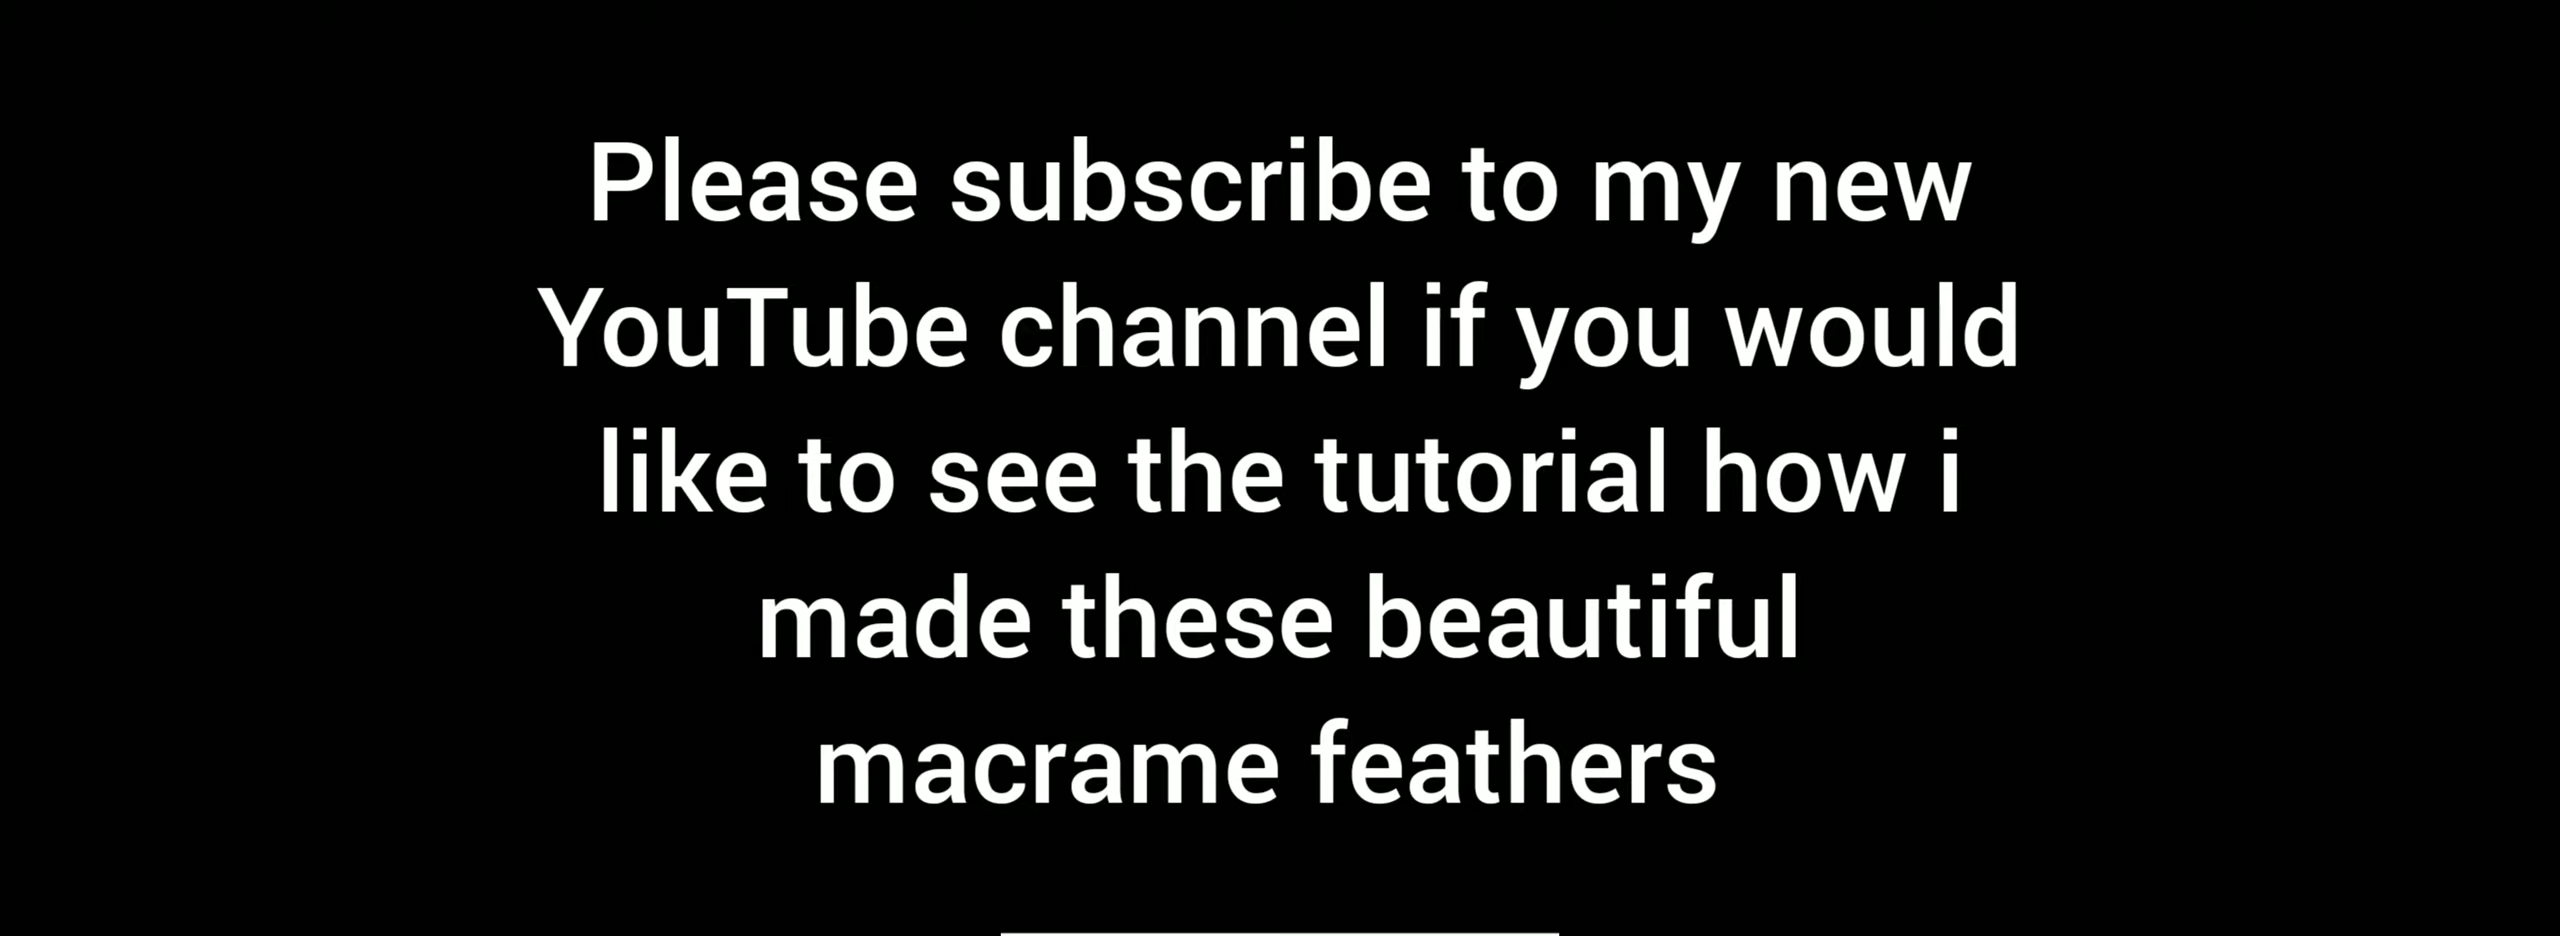 Please subscribe to my new
YouTube channel if you would
like to see the tutorial how i
made these beautiful
macrame feathers